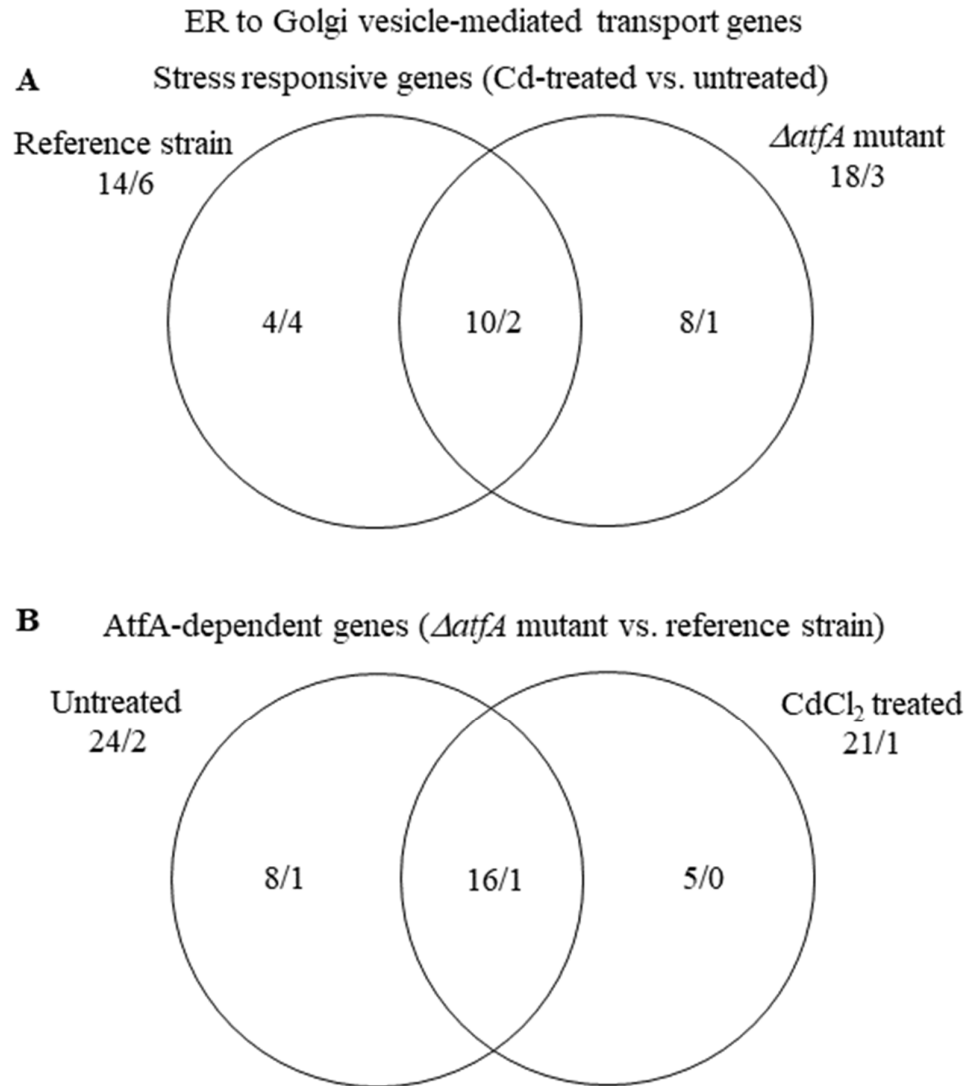 ER to Golgi vesicle-mediated transport genes
A Stress responsive genes (Cd-treated vs. untreated)
Reference strain
14/6
ΔatfA mutant
18/3
4/4
10/2
8/1
B AtfA-dependent genes (ΔatfA mutant vs. reference strain)
Untreated
24/2
CdCl₂ treated
21/1
8/1
16/1
5/0